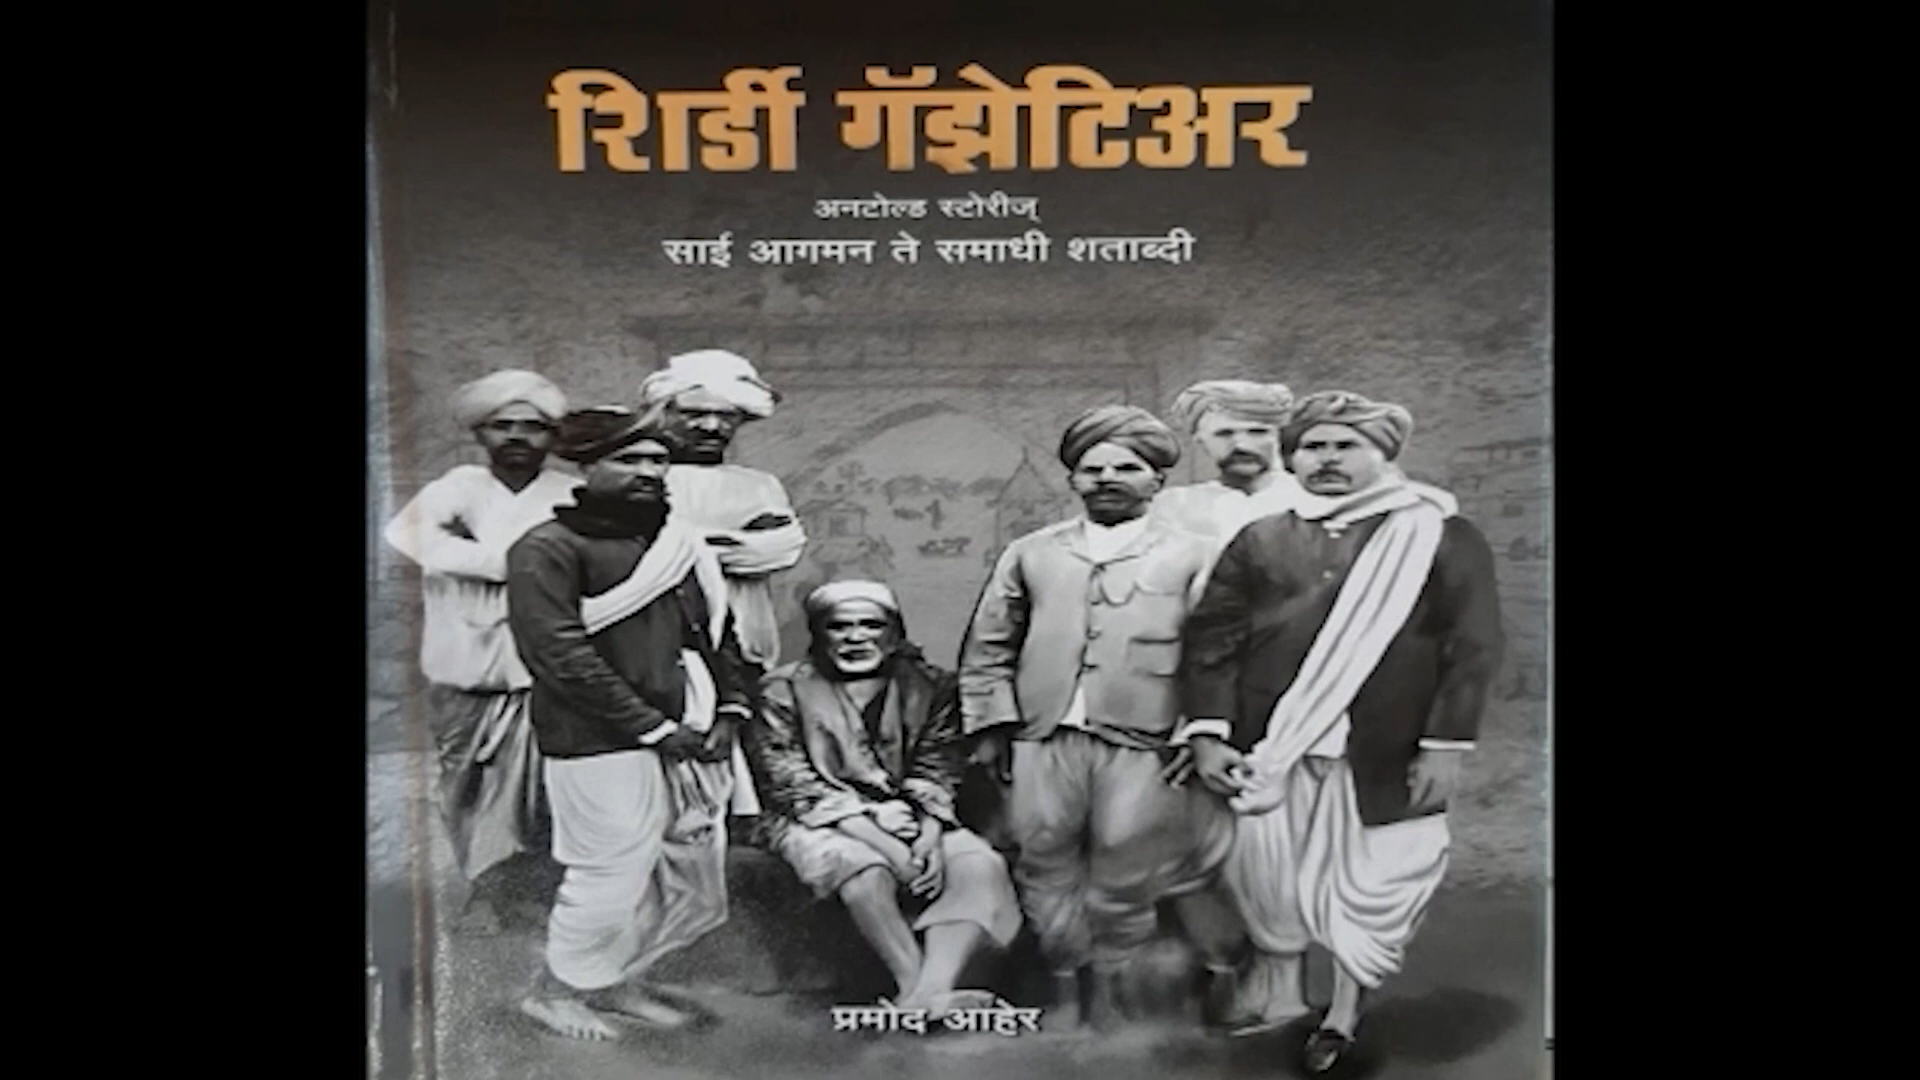 शिर्डी गॅझेटिअर
अनटोल्ड स्टोरीज्
साई आगमन ते समाधी शताब्दी
प्रमोद आहेर